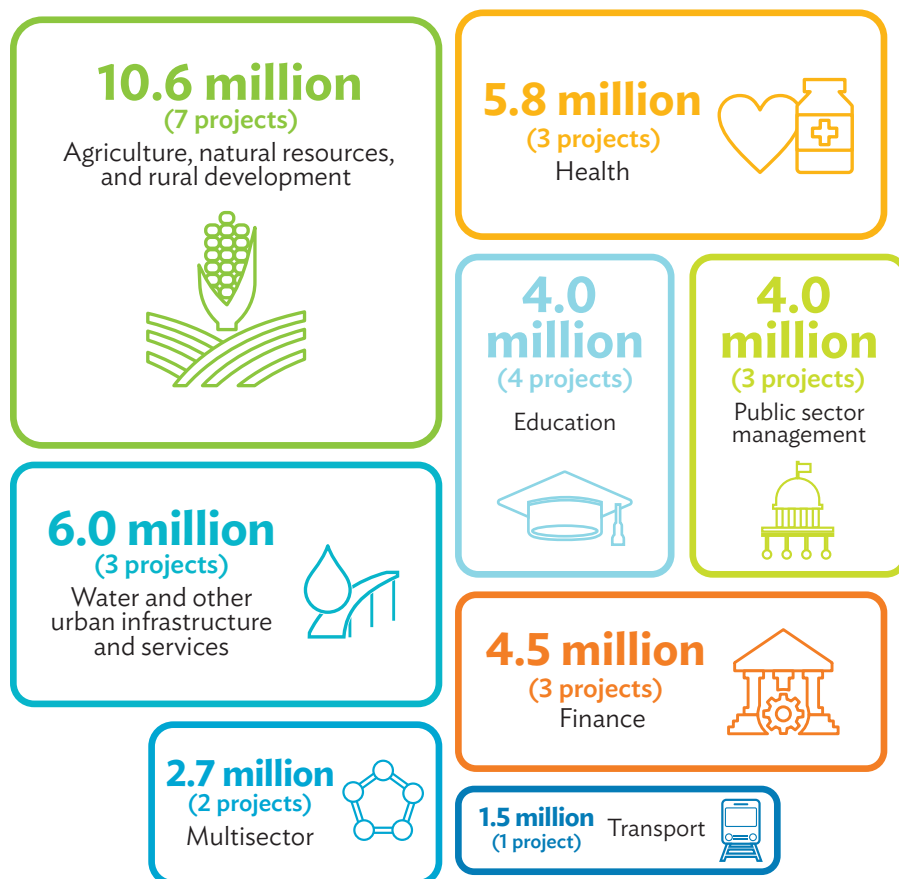 10.6 million
(7 projects)
Agriculture, natural resources,
and rural development
5.8 million
(3 projects)
Health
4.0
million
(4 projects)
Education
4.0
million
(3 projects)
Public sector
management
6.0 million
(3 projects)
Water and other
urban infrastructure
and services
4.5 million
(3 projects)
Finance
2.7 million
(2 projects)
Multisector
1.5 million
(1 project)
Transport